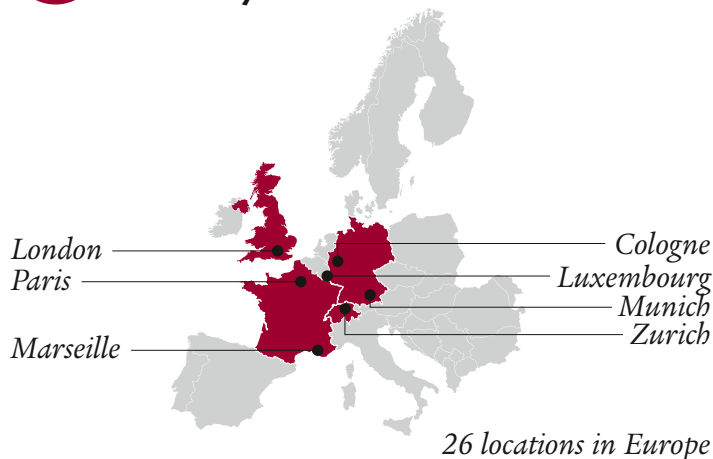 London
Paris
Marseille
Cologne
Luxembourg
Munich
Zurich
26 locations in Europe